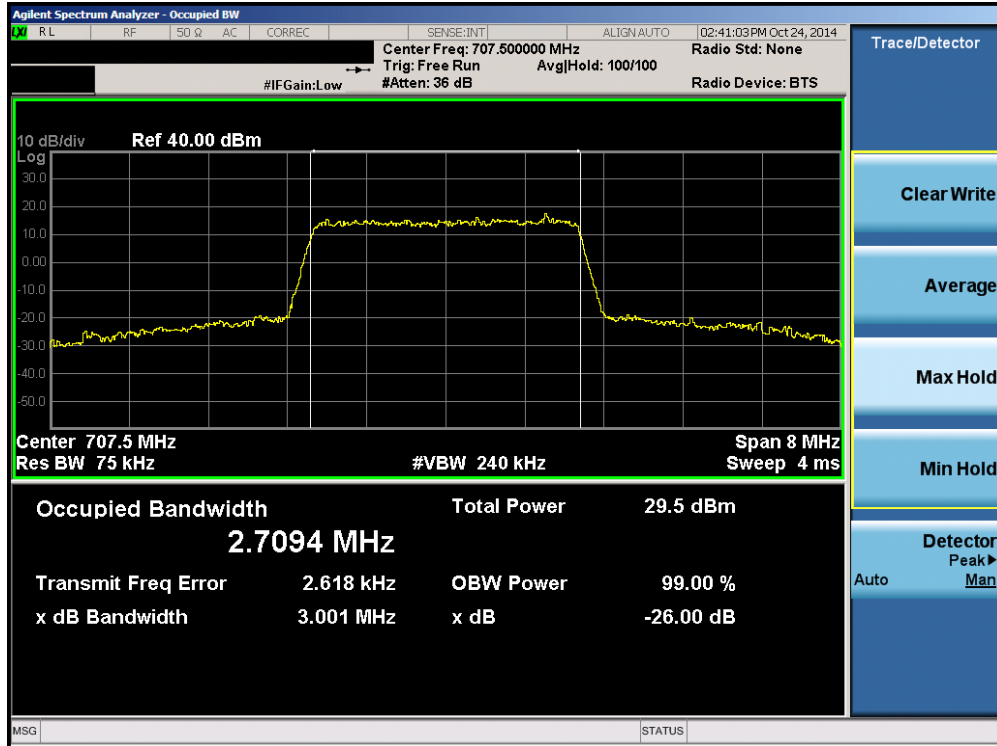 Agilent Spectrum Analyzer - Occupied BW
LXI RL RF 50 Ω AC CORREC SENSE:INT ALIGN AUTO 02:41:03 PM Oct 24, 2014
Center Freq: 707.500000 MHz Radio Std: None
Trig: Free Run Avg|Hold: 100/100
#IFGain:Low #Atten: 36 dB Radio Device: BTS
10 dB/div Ref 40.00 dBm
Log
30.0
20.0
10.0
0.00
-10.0
-20.0
-30.0
-40.0
-50.0
Center 707.5 MHz Span 8 MHz
Res BW 75 kHz #VBW 240 kHz Sweep 4 ms
Occupied Bandwidth Total Power 29.5 dBm
2.7094 MHz
Transmit Freq Error 2.618 kHz OBW Power 99.00 %
x dB Bandwidth 3.001 MHz x dB -26.00 dB
MSG STATUS
Trace/Detector
Clear Write
Average
Max Hold
Min Hold
Detector
Peak▶
Auto Man